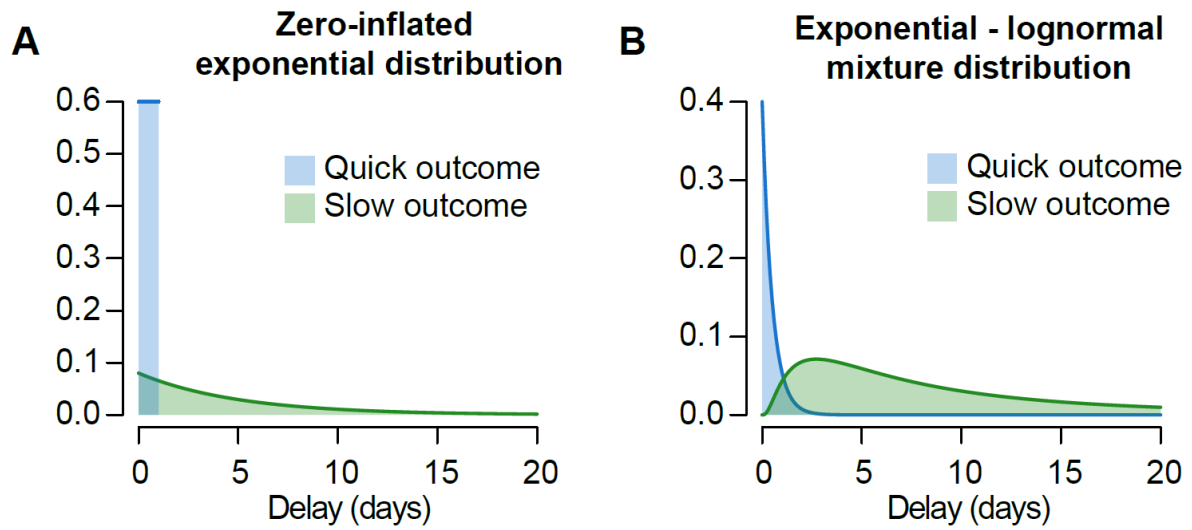 A
Zero-inflated
exponential distribution
0.6
0.5
0.4
0.3
0.2
0.1
0.0
Quick outcome
Slow outcome
0 5 10 15 20
Delay (days)
B
Exponential - lognormal
mixture distribution
0.4
0.3
0.2
0.1
0.0
Quick outcome
Slow outcome
0 5 10 15 20
Delay (days)